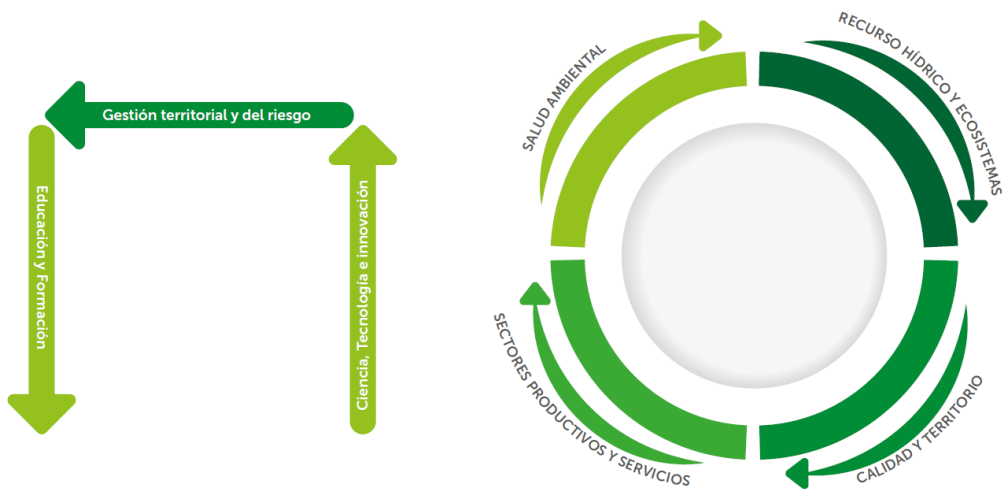 Gestión territorial y del riesgo
Educación y Formación
Ciencia, Tecnología e innovación
SALUD AMBIENTAL
RECURSO HÍDRICO Y ECOSISTEMAS
SECTORES PRODUCTIVOS Y SERVICIOS
CALIDAD Y TERRITORIO